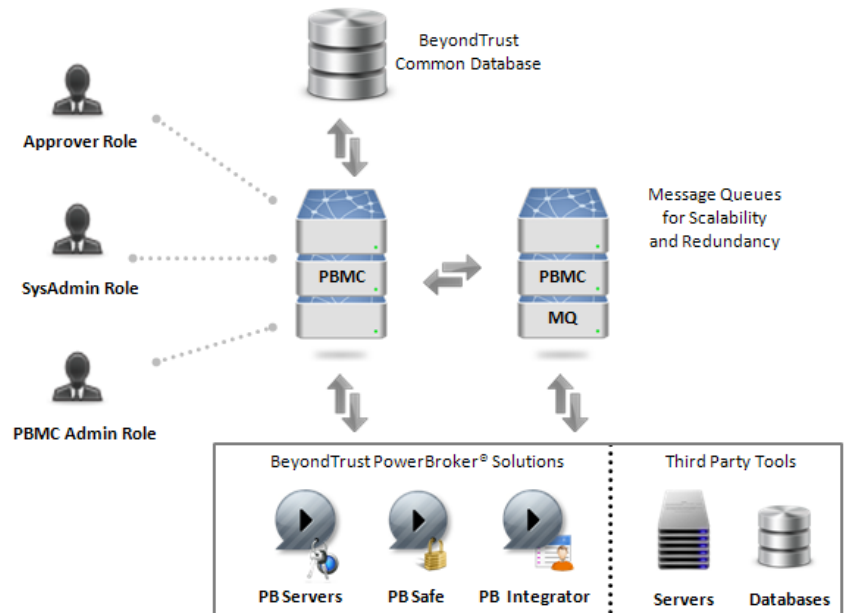 BeyondTrust
Common Database
Approver Role
Message Queues
for Scalability
and Redundancy
PBMC
PBMC
SysAdmin Role
MQ
PBMC Admin Role
BeyondTrust PowerBroker® Solutions
Third Party Tools
PB Servers
PB Safe
PB Integrator
Servers
Databases